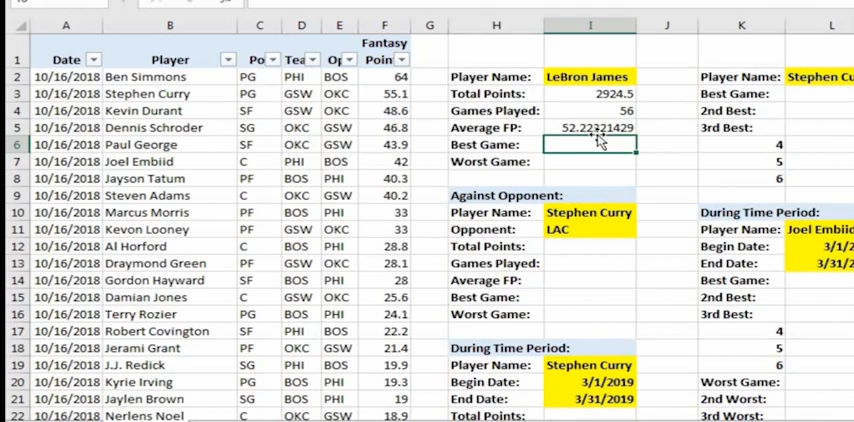 A B C D E F G H I J K L
Fantasy
1 Date Player Po Tea Op Poin
2 10/16/2018 Ben Simmons PG PHI BOS 64 Player Name: LeBron James Player Name: Stephen Cu
3 10/16/2018 Stephen Curry PG GSW OKC 55.1 Total Points: 2924.5 Best Game:
4 10/16/2018 Kevin Durant SF GSW OKC 48.6 Games Played: 56 2nd Best:
5 10/16/2018 Dennis Schroder SG OKC GSW 46.8 Average FP: 52.22321429 3rd Best:
6 10/16/2018 Paul George SF OKC GSW 43.9 Best Game: 4
7 10/16/2018 Joel Embiid C PHI BOS 42 Worst Game: 5
8 10/16/2018 Jayson Tatum PF BOS PHI 40.3 6
9 10/16/2018 Steven Adams C OKC GSW 40.2 Against Opponent:
10 10/16/2018 Marcus Morris PF BOS PHI 33 Player Name: Stephen Curry During Time Period:
11 10/16/2018 Kevon Looney PF GSW OKC 33 Opponent: LAC Player Name: Joel Embiid
12 10/16/2018 Al Horford C BOS PHI 28.8 Total Points: Begin Date: 3/1/2
13 10/16/2018 Draymond Green PF GSW OKC 28.1 Games Played: End Date: 3/31/2
14 10/16/2018 Gordon Hayward SF BOS PHI 28 Average FP: Best Game:
15 10/16/2018 Damian Jones C GSW OKC 25.6 Best Game: 2nd Best:
16 10/16/2018 Terry Rozier PG BOS PHI 24.1 Worst Game: 3rd Best:
17 10/16/2018 Robert Covington SF PHI BOS 22.2 4
18 10/16/2018 Jerami Grant PF OKC GSW 21.4 During Time Period: 5
19 10/16/2018 J.J. Redick SG PHI BOS 19.9 Player Name: Stephen Curry 6
20 10/16/2018 Kyrie Irving PG BOS PHI 19.3 Begin Date: 3/1/2019 Worst Game:
21 10/16/2018 Jaylen Brown SG BOS PHI 19 End Date: 3/31/2019 2nd Worst:
22 10/16/2018 Nerlens Noel C OKC GSW 18.9 Total Points: 3rd Worst: